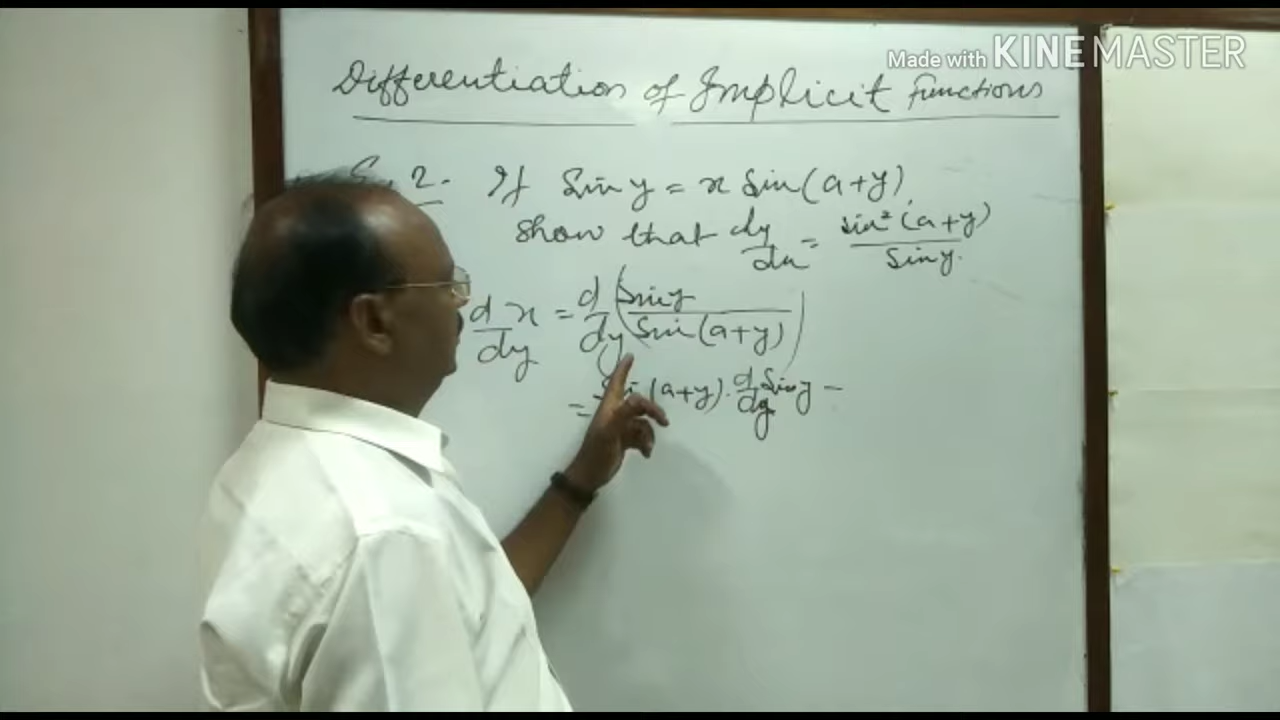 Made with KINEMASTER
Differentiation of Implicit Functions
2. If Sin y = x Sin(a+y),
show that dy/dx = sin²(a+y)/Sin y.
d/dy x = d/dy (Sin y/Sin(a+y))
= Sin(a+y). d/dy Sin y –